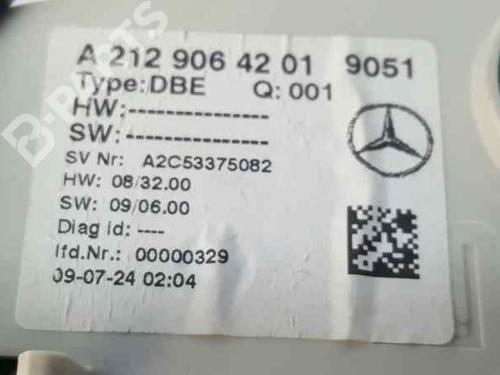 A 212 906 42 01 9051
Type:DBE Q: 001
HW:---------------
SW:---------------
SV Nr: A2C53375082
HW: 08/32.00
SW: 09/06.00
Diag id: ----
lfd.Nr.: 00000329
09-07-24 02:04
B-PARTS